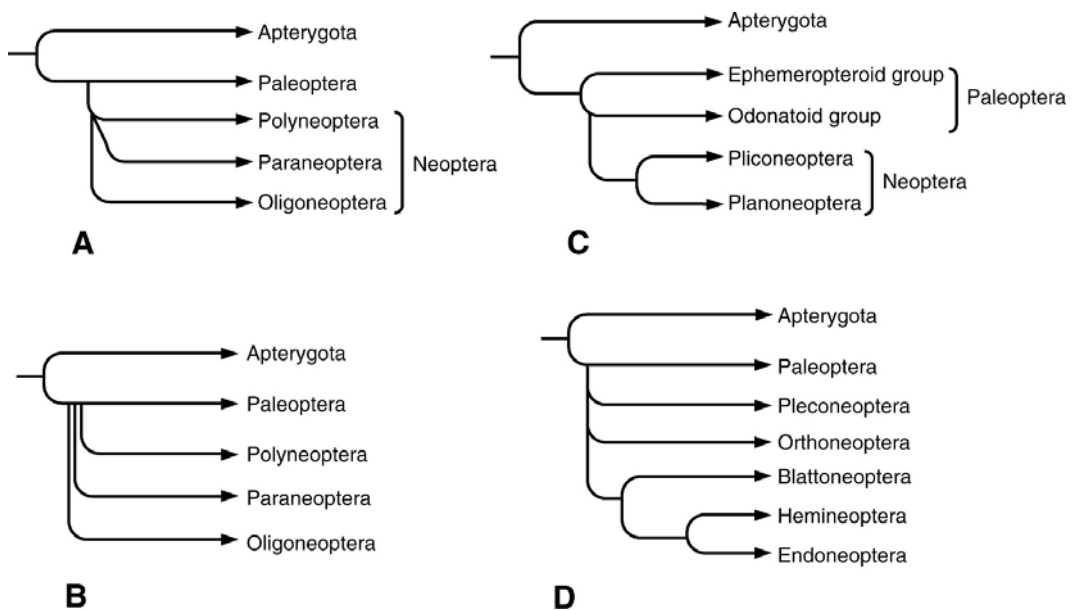 Apterygota
Paleoptera
Polyneoptera
Paraneoptera
Oligoneoptera
Neoptera
A
Apterygota
Ephemeropteroid group
Odonatoid group
Paleoptera
Pliconeoptera
Planoneoptera
Neoptera
C
Apterygota
Paleoptera
Polyneoptera
Paraneoptera
Oligoneoptera
B
Apterygota
Paleoptera
Pleconeoptera
Orthoneoptera
Blattoneoptera
Hemineoptera
Endoneoptera
D